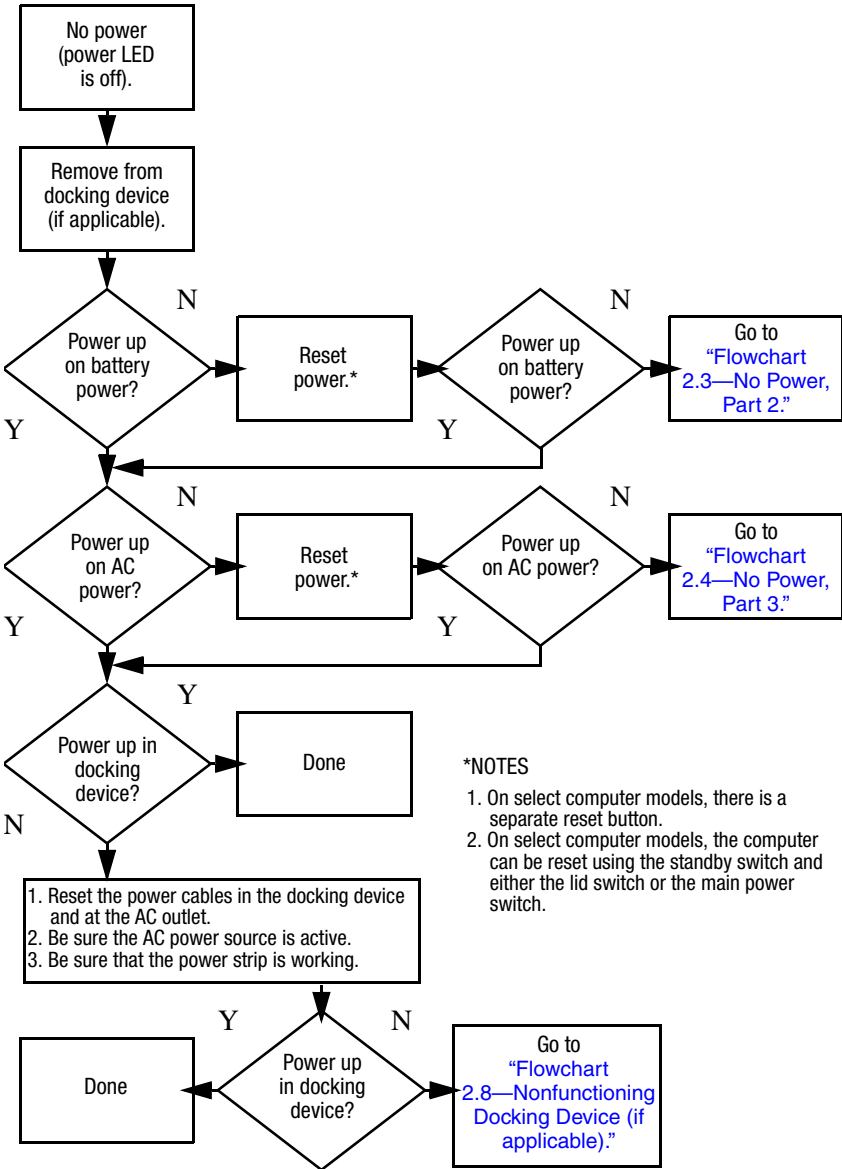 No power
(power LED
is off).
Remove from
docking device
(if applicable).
N
N
Power up
on battery
power?
Reset
power.*
Power up
on battery
power?
Go to
“Flowchart
2.3—No Power,
Part 2.”
Y
Y
N
N
Power up
on AC
power?
Reset
power.*
Power up
on AC power?
Go to
“Flowchart
2.4—No Power,
Part 3.”
Y
Y
Y
Power up in
docking
device?
Done
N
*NOTES
1. On select computer models, there is a
separate reset button.
2. On select computer models, the computer
can be reset using the standby switch and
either the lid switch or the main power
switch.
1. Reset the power cables in the docking device
and at the AC outlet.
2. Be sure the AC power source is active.
3. Be sure that the power strip is working.
Y
N
Done
Power up
in docking
device?
Go to
“Flowchart
2.8—Nonfunctioning
Docking Device (if
applicable).”